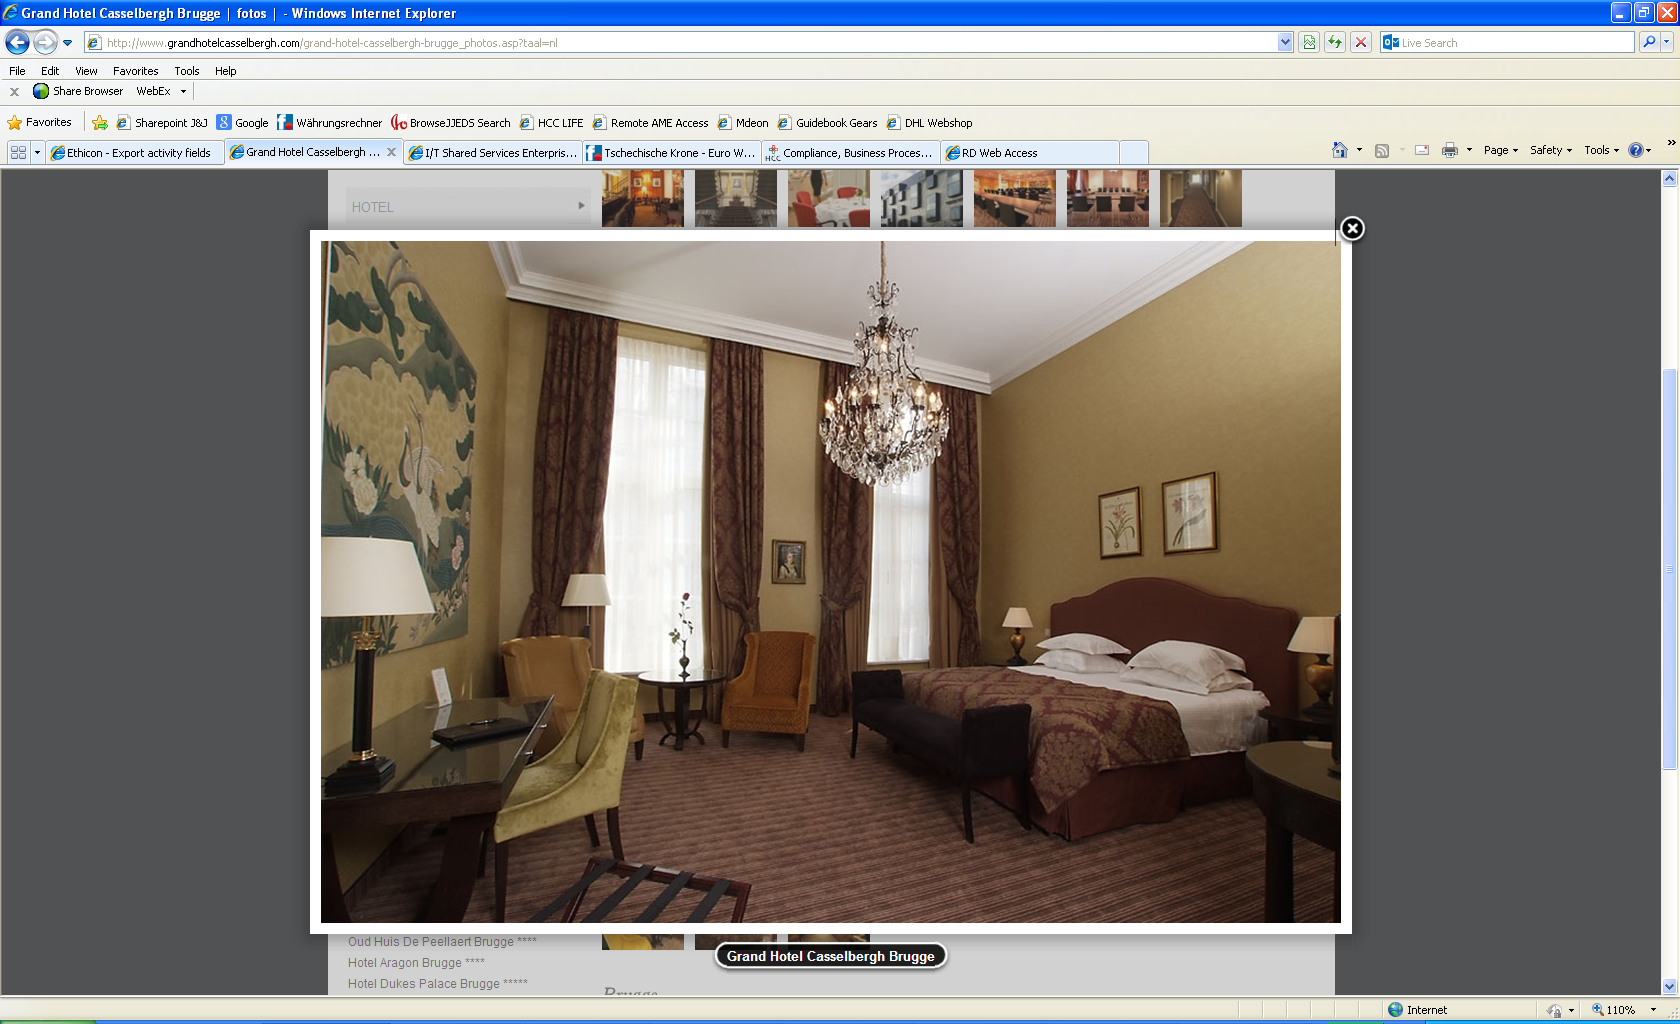 Grand Hotel Casselbergh Brugge | fotos | - Windows Internet Explorer
http://www.grandhotelcasselbergh.com/grand-hotel-casselbergh-brugge_photos.asp?taal=nl
Live Search
File Edit View Favorites Tools Help
x Share Browser WebEx
Favorites Sharepoint J&J Google Währungsrechner BrowseJJEDS Search HCC LIFE Remote AME Access Mdeon Guidebook Gears DHL Webshop
Ethicon - Export activity fields Grand Hotel Casselbergh ... I/T Shared Services Enterpris... Tschechische Krone - Euro W... HCC Compliance, Business Proces... RD Web Access Page Safety Tools »
HOTEL
Oud Huis De Peellaert Brugge ****
Grand Hotel Casselbergh Brugge
Hotel Aragon Brugge ****
Hotel Dukes Palace Brugge *****
Brugge
Internet 110%